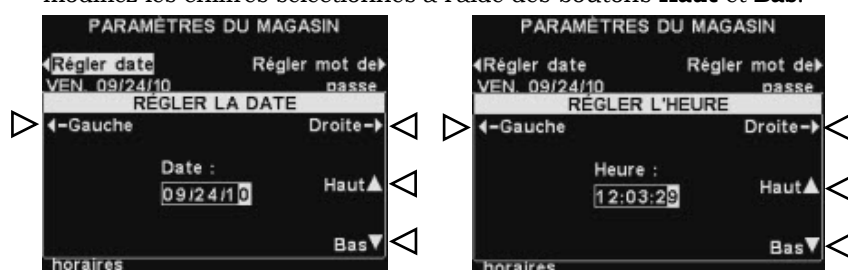 modifiez les chiffres sélectionnés à l'aide des boutons Haut et Bas.
PARAMÈTRES DU MAGASIN
Régler date Régler mot de
VEN. 09/24/10 passe
RÉGLER LA DATE
Gauche Droite
Date :
09/24/10
Haut
Bas
horaires
PARAMÈTRES DU MAGASIN
Régler date Régler mot de
VEN. 09/24/10 passe
RÉGLER L'HEURE
Gauche Droite
Heure :
12:03:29
Haut
Bas
horaires